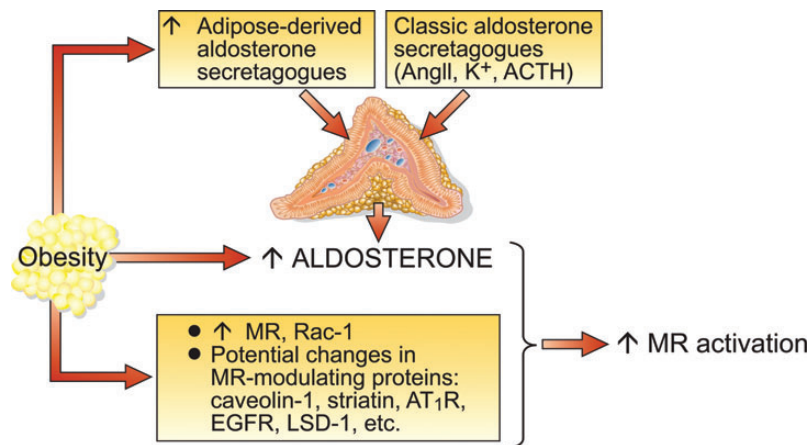 ↑ Adipose-derived
aldosterone
secretagogues
Classic aldosterone
secretagogues
(AngII, K⁺, ACTH)
Obesity
↑ ALDOSTERONE
● ↑ MR, Rac-1
● Potential changes in
MR-modulating proteins:
caveolin-1, striatin, AT₁R,
EGFR, LSD-1, etc.
↑ MR activation